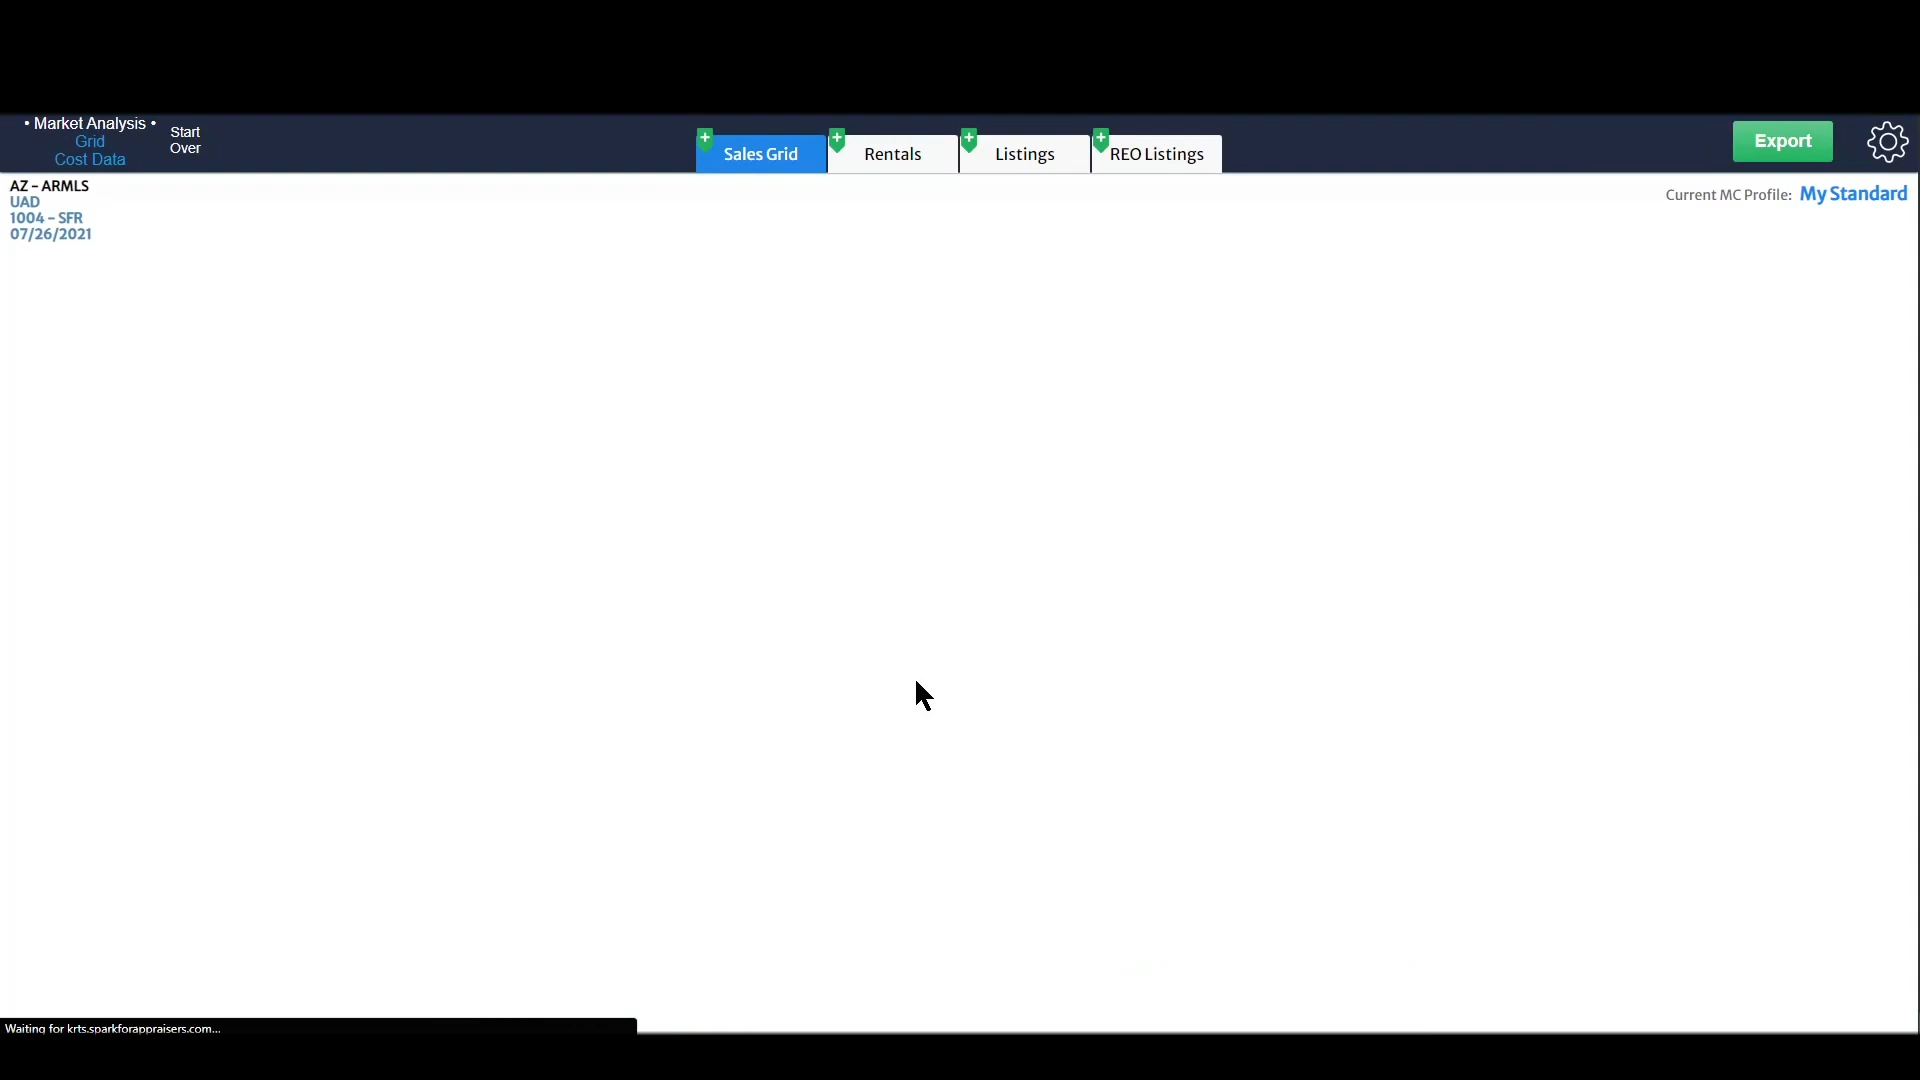 • Market Analysis •
Grid
Cost Data
Start
Over
+ Sales Grid
+ Rentals
+ Listings
+ REO Listings
Export
AZ - ARMLS
UAD
1004 - SFR
07/26/2021
Current MC Profile: My Standard
Waiting for krts.sparkforappraisers.com...